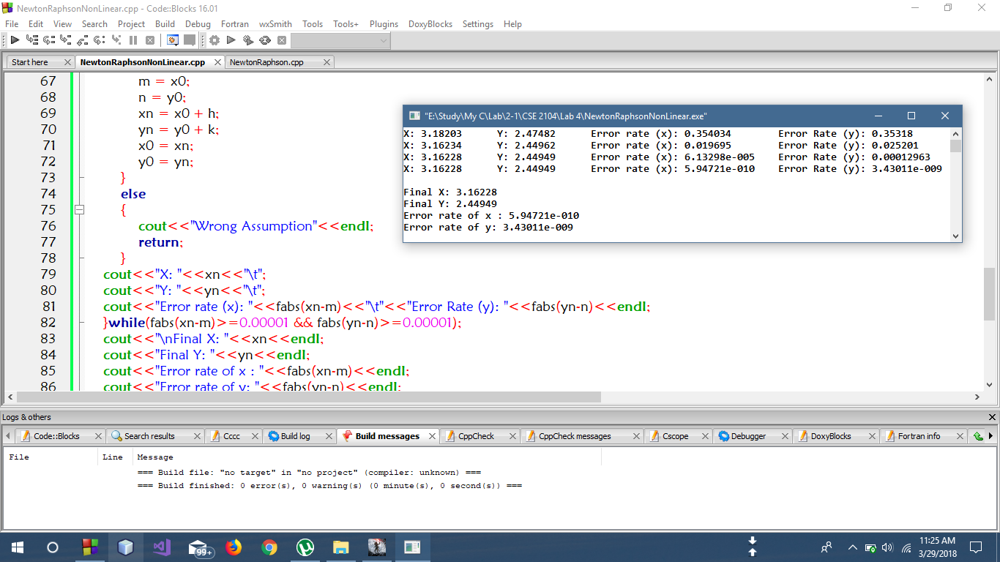 NewtonRaphsonNonLinear.cpp - Code::Blocks 16.01
File Edit View Search Project Build Debug Fortran wxSmith Tools Tools+ Plugins DoxyBlocks Settings Help
Start here NewtonRaphsonNonLinear.cpp NewtonRaphson.cpp
67 m = x0;
68 n = y0;
69 xn = x0 + h;
70 yn = y0 + k;
71 x0 = xn;
72 y0 = yn;
73 }
74 else
75 {
76 cout<<"Wrong Assumption"<<endl;
77 return;
78 }
79 cout<<"X: "<<xn<<"\t";
80 cout<<"Y: "<<yn<<"\t";
81 cout<<"Error rate (x): "<<fabs(xn-m)<<"\t"<<"Error Rate (y): "<<fabs(yn-n)<<endl;
82 }while(fabs(xn-m)>=0.00001 && fabs(yn-n)>=0.00001);
83 cout<<"\nFinal X: "<<xn<<endl;
84 cout<<"Final Y: "<<yn<<endl;
85 cout<<"Error rate of x : "<<fabs(xn-m)<<endl;
86 cout<<"Error rate of y: "<<fabs(yn-n)<<endl;
"E:\Study\My C\Lab\2-1\CSE 2104\Lab 4\NewtonRaphsonNonLinear.exe"
X: 3.18203 Y: 2.47482 Error rate (x): 0.354034 Error Rate (y): 0.35318
X: 3.16234 Y: 2.44962 Error rate (x): 0.019695 Error Rate (y): 0.025201
X: 3.16228 Y: 2.44949 Error rate (x): 6.13298e-005 Error Rate (y): 0.00012963
X: 3.16228 Y: 2.44949 Error rate (x): 5.94721e-010 Error Rate (y): 3.43011e-009
Final X: 3.16228
Final Y: 2.44949
Error rate of x : 5.94721e-010
Error rate of y: 3.43011e-009
Logs & others
Code::Blocks Search results Cccc Build log Build messages CppCheck CppCheck messages Cscope Debugger DoxyBlocks Fortran info
File Line Message
=== Build file: "no target" in "no project" (compiler: unknown) ===
=== Build finished: 0 error(s), 0 warning(s) (0 minute(s), 0 second(s)) ===
99+
11:25 AM
3/29/2018